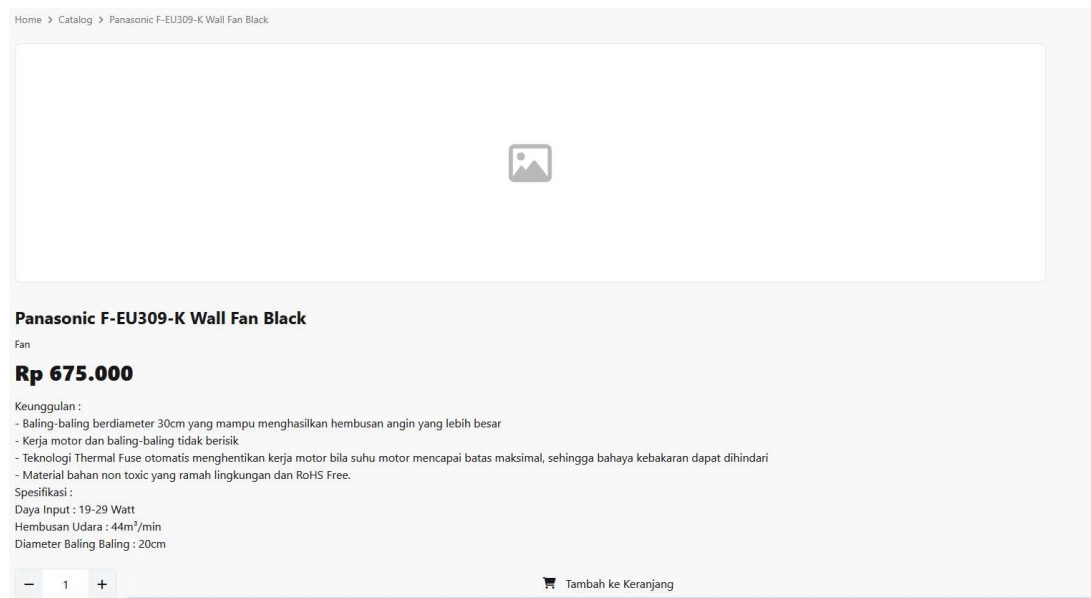 Home > Catalog > Panasonic F-EU309-K Wall Fan Black
Panasonic F-EU309-K Wall Fan Black
Fan
Rp 675.000
Keunggulan :
- Baling-baling berdiameter 30cm yang mampu menghasilkan hembusan angin yang lebih besar
- Kerja motor dan baling-baling tidak berisik
- Teknologi Thermal Fuse otomatis menghentikan kerja motor bila suhu motor mencapai batas maksimal, sehingga bahaya kebakaran dapat dihindari
- Material bahan non toxic yang ramah lingkungan dan RoHS Free.
Spesifikasi :
Daya Input : 19-29 Watt
Hembusan Udara : 44m³/min
Diameter Baling Baling : 20cm
− 1 + Tambah ke Keranjang